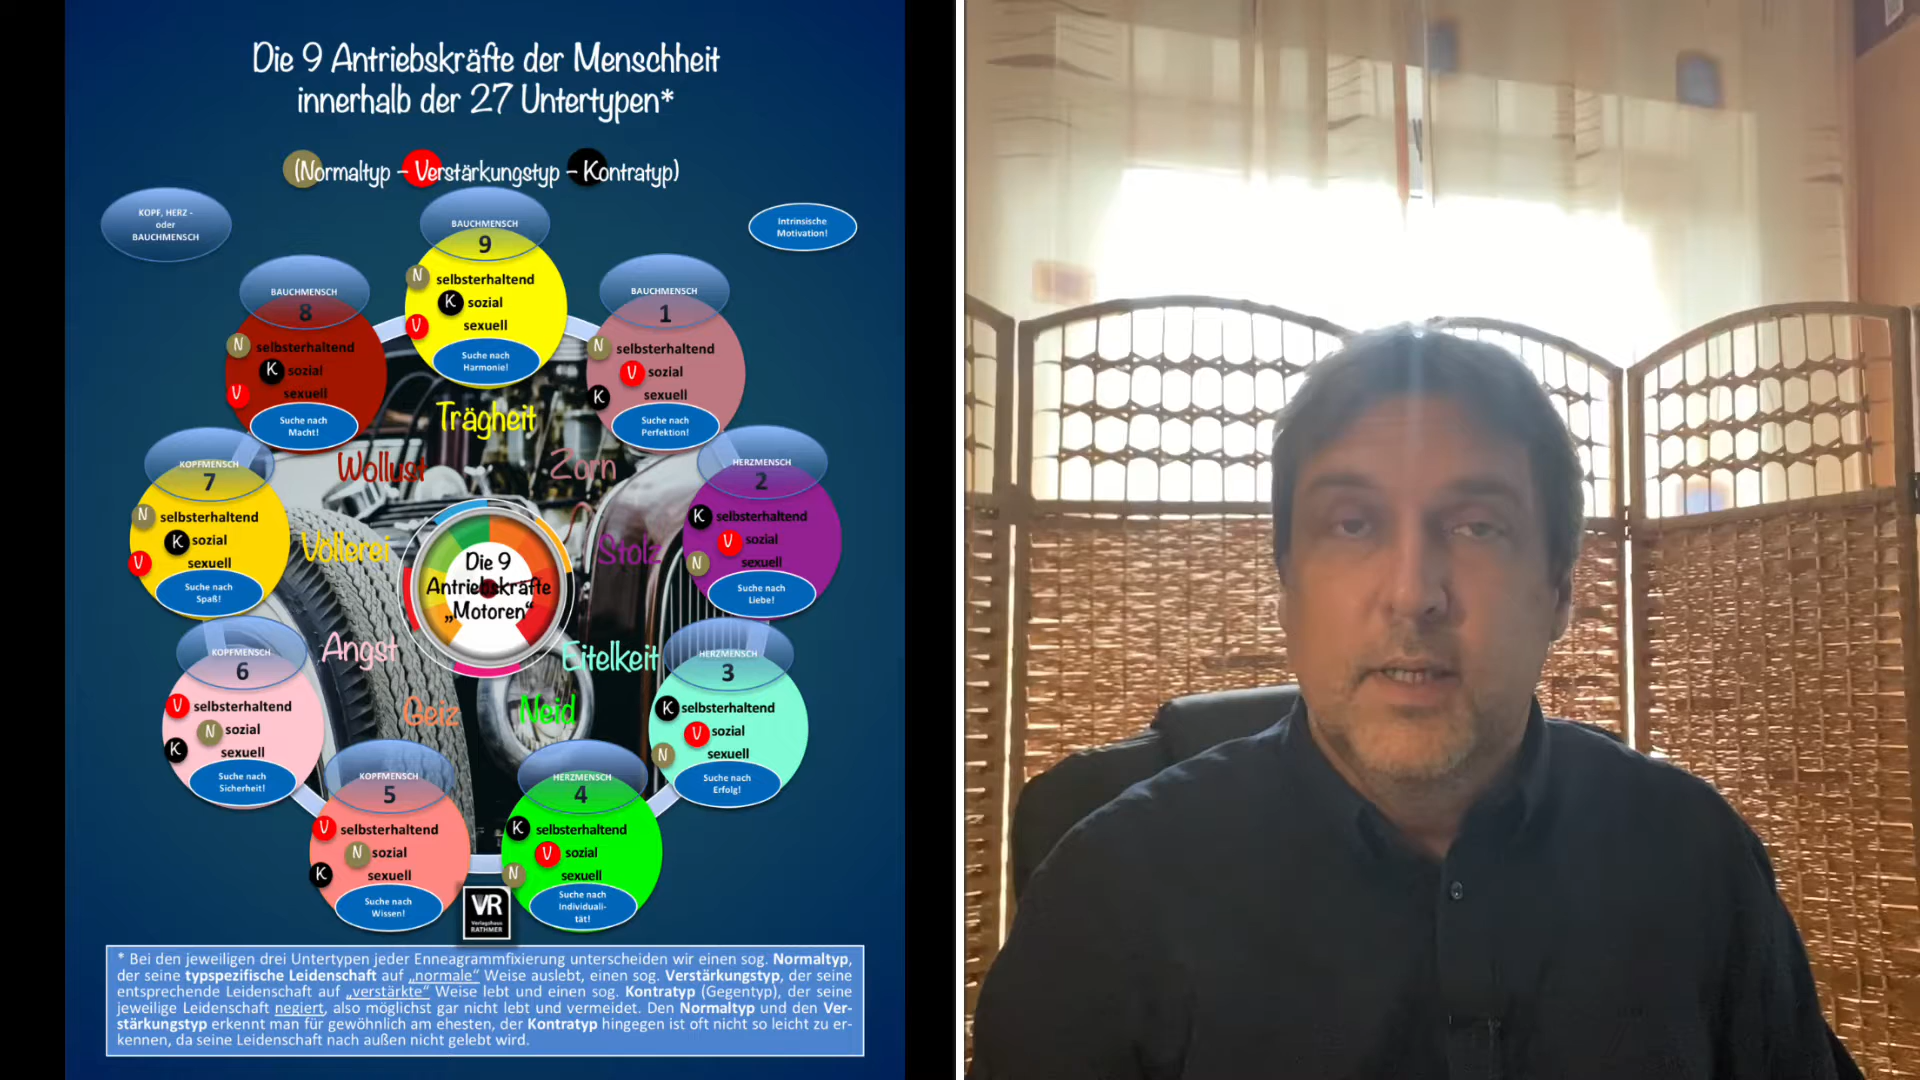 Die 9 Antriebskräfte der Menschheit
innerhalb der 27 Untertypen*
(Normaltyp – Verstärkungstyp – Kontratyp)
KOPF, HERZ -
oder
BAUCHMENSCH
Intrinsische
Motivation!
BAUCHMENSCH
9
N selbsterhaltend
K sozial
V sexuell
Suche nach
Harmonie!
BAUCHMENSCH
8
N selbsterhaltend
K sozial
V sexuell
Suche nach
Macht!
BAUCHMENSCH
1
N selbsterhaltend
V sozial
K sexuell
Suche nach
Perfektion!
Trägheit
Wollust
Zorn
KOPFMENSCH
7
N selbsterhaltend
K sozial
V sexuell
Suche nach
Spaß!
HERZMENSCH
2
K selbsterhaltend
V sozial
N sexuell
Suche nach
Liebe!
Völlerei
Stolz
Die 9
Antriebskräfte
„Motoren“
Angst
Eitelkeit
KOPFMENSCH
6
V selbsterhaltend
N sozial
K sexuell
Suche nach
Sicherheit!
HERZMENSCH
3
K selbsterhaltend
V sozial
N sexuell
Suche nach
Erfolg!
Geiz
Neid
KOPFMENSCH
5
V selbsterhaltend
N sozial
K sexuell
Suche nach
Wissen!
HERZMENSCH
4
K selbsterhaltend
V sozial
N sexuell
Suche nach
Individuali-
tät!
VR
Verlagshaus
RATHMER
* Bei den jeweiligen drei Untertypen jeder Enneagrammfixierung unterscheiden wir einen sog. Normaltyp,
der seine typspezifische Leidenschaft auf „normale“ Weise auslebt, einen sog. Verstärkungstyp, der seine
entsprechende Leidenschaft auf „verstärkte“ Weise lebt und einen sog. Kontratyp (Gegentyp), der seine
jeweilige Leidenschaft negiert, also möglichst gar nicht lebt und vermeidet. Den Normaltyp und den Ver-
stärkungstyp erkennt man für gewöhnlich am ehesten, der Kontratyp hingegen ist oft nicht so leicht zu er-
kennen, da seine Leidenschaft nach außen nicht gelebt wird.